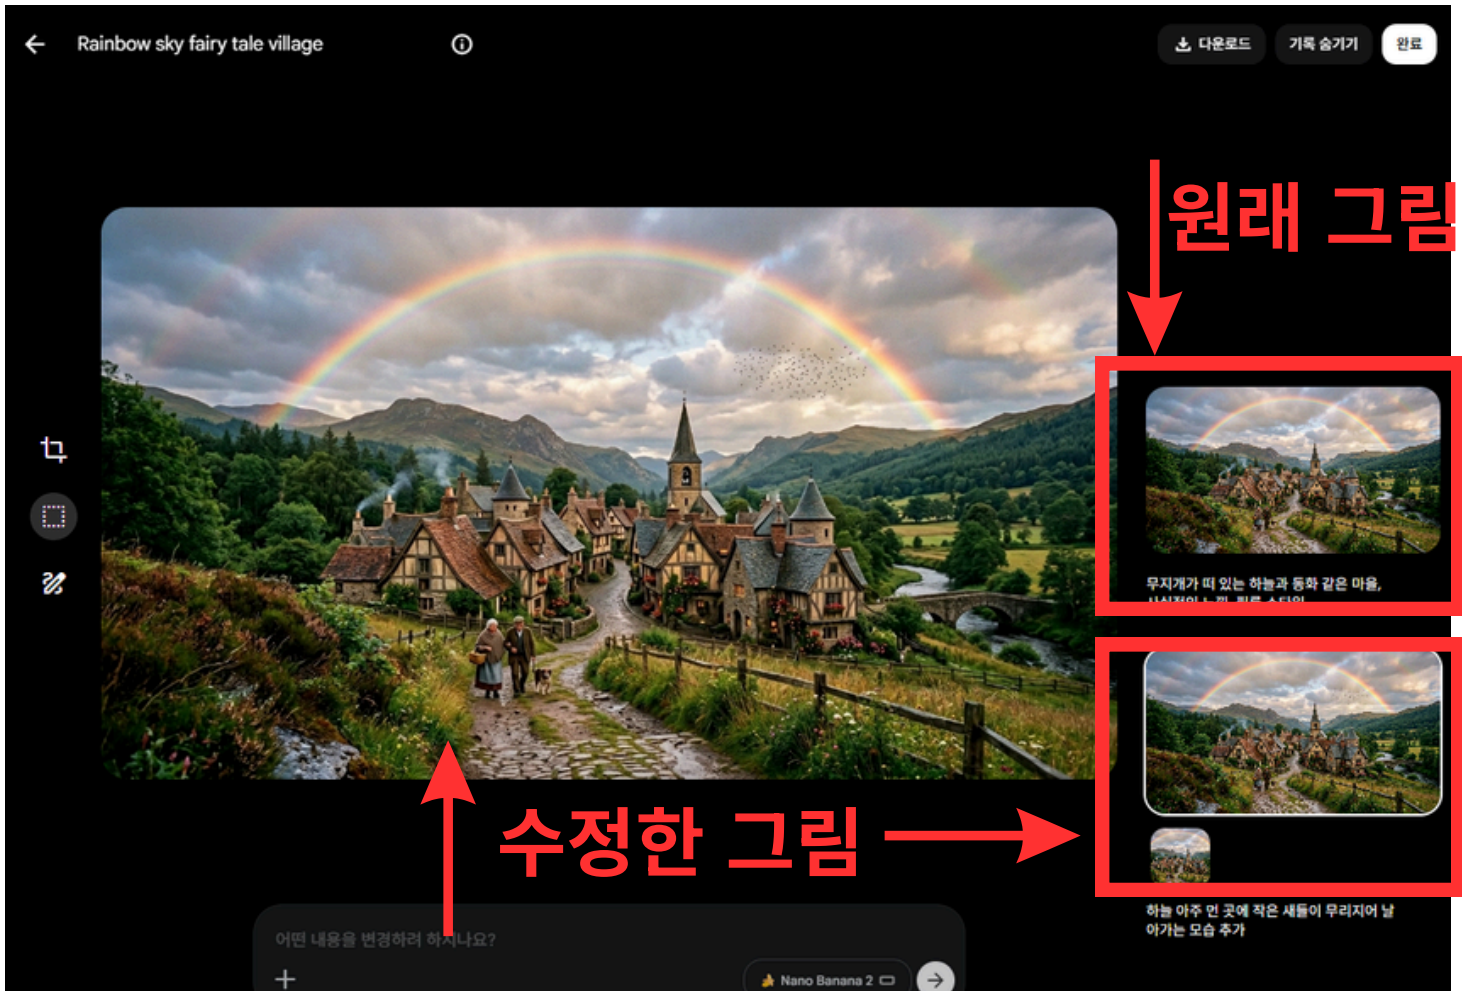 Rainbow sky fairy tale village
다운로드
기록 숨기기
완료
원래 그림
무지개가 떠 있는 하늘과 동화 같은 마을,
수정한 그림
하늘 아주 먼 곳에 작은 새들이 무리지어 날
아가는 모습 추가
어떤 내용을 변경하려 하시나요?
Nano Banana 2